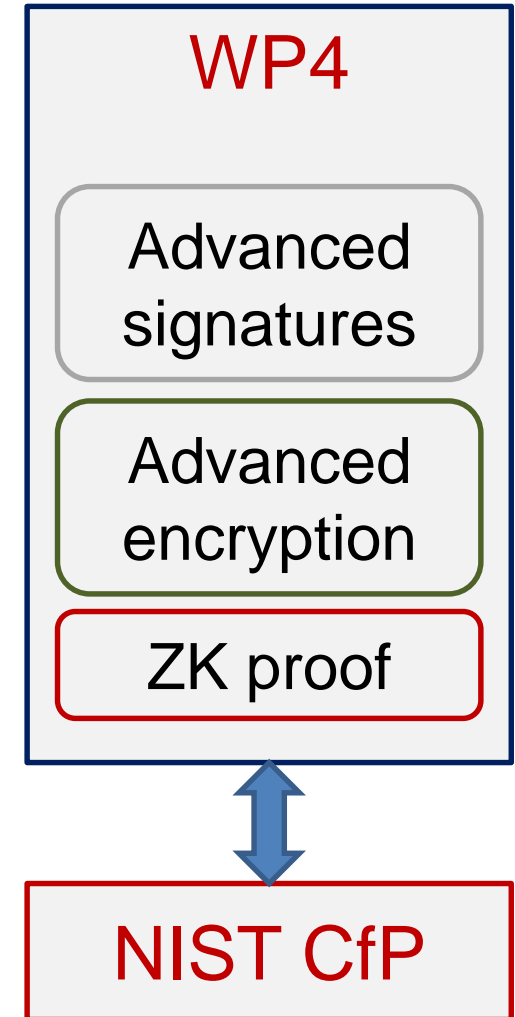 WP4
Advanced
signatures
Advanced
encryption
ZK proof
NIST CfP